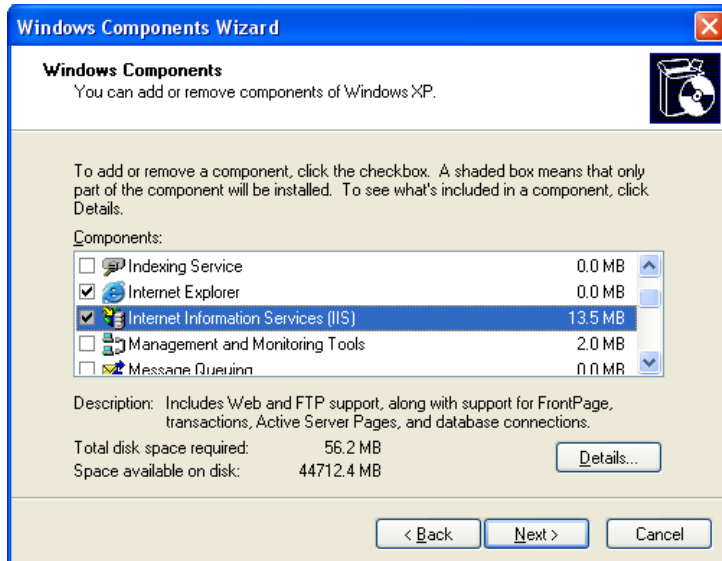 Windows Components Wizard
Windows Components
You can add or remove components of Windows XP.
To add or remove a component, click the checkbox. A shaded box means that only
part of the component will be installed. To see what's included in a component, click
Details.
Components:
Indexing Service 0.0 MB
Internet Explorer 0.0 MB
Internet Information Services (IIS) 13.5 MB
Management and Monitoring Tools 2.0 MB
Message Queuing 0.0 MB
Description: Includes Web and FTP support, along with support for FrontPage,
transactions, Active Server Pages, and database connections.
Total disk space required: 56.2 MB
Space available on disk: 44712.4 MB
Details...
< Back Next > Cancel